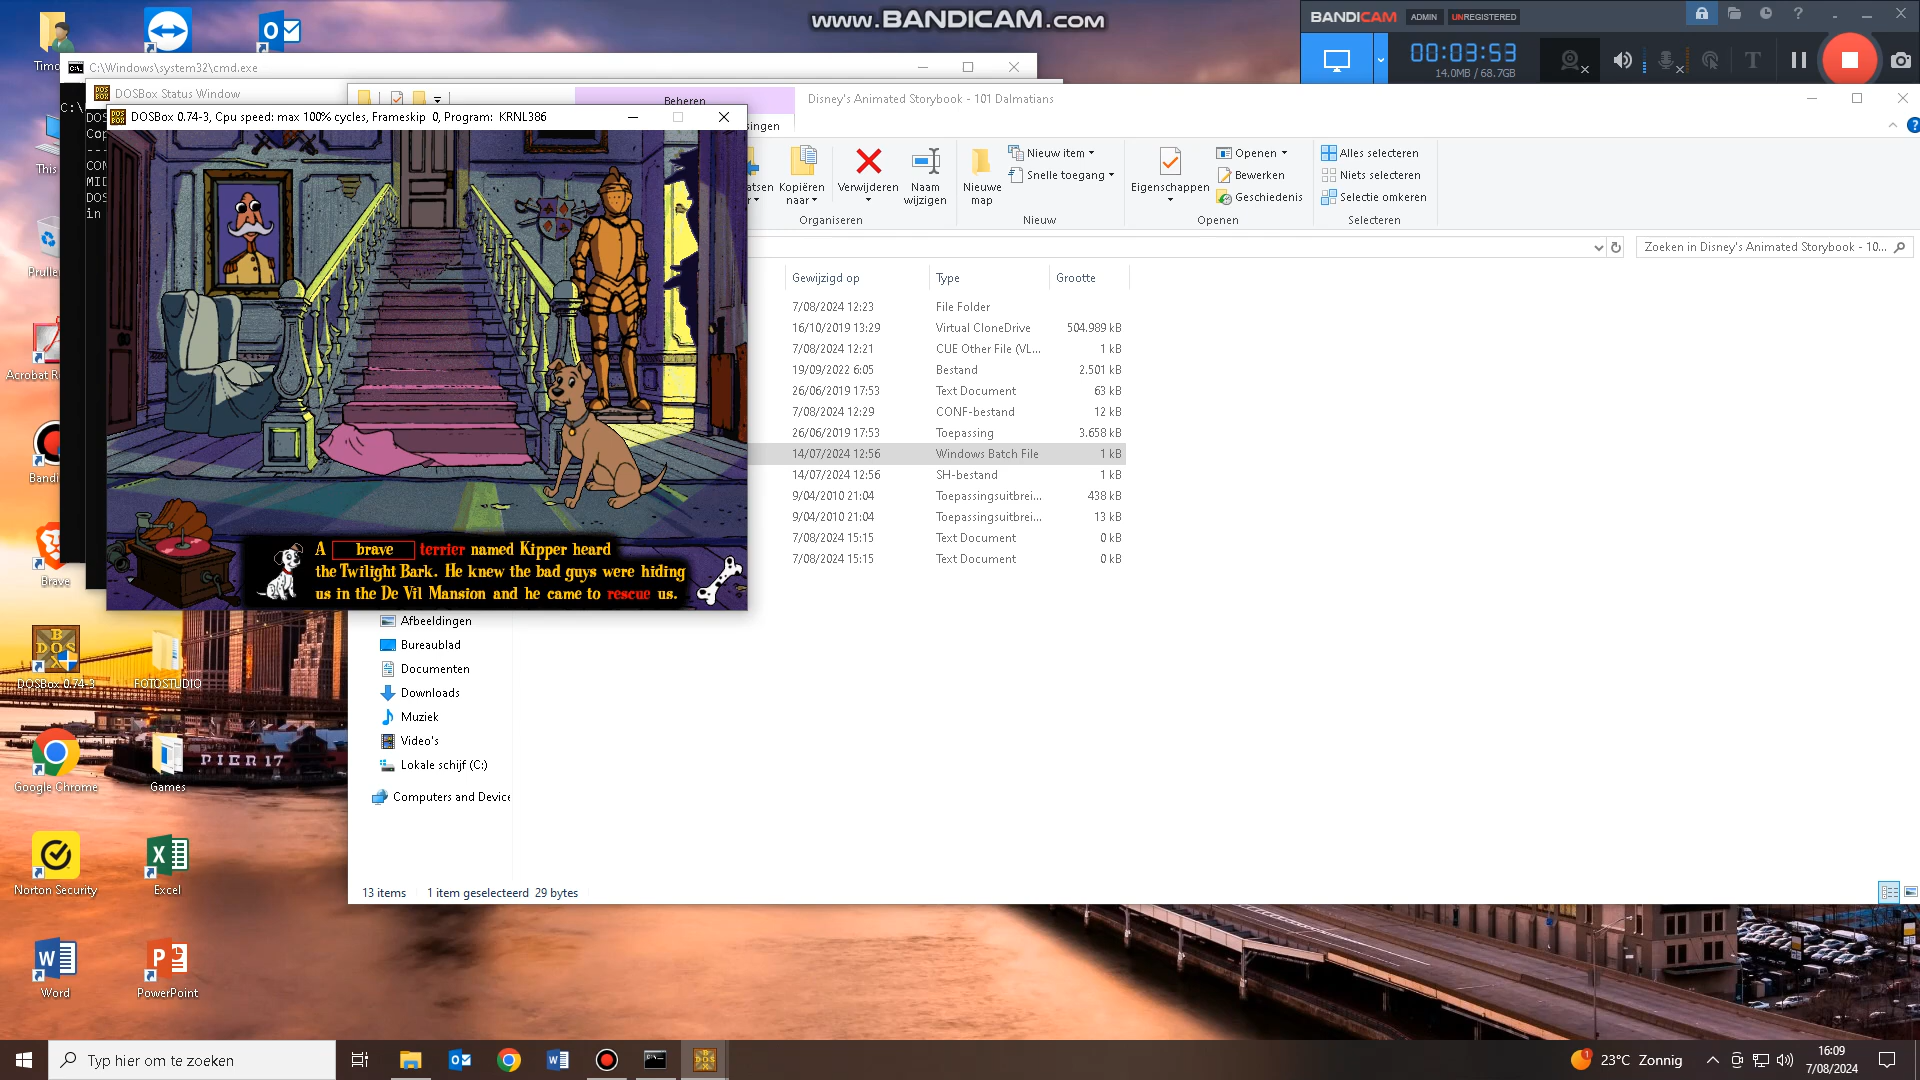 www.BANDICAM.com
BANDICAM
ADMIN
UNREGISTERED
00:03:53
14.0MB / 68.7GB
C:\Windows\system32\cmd.exe
C:\
DOSBox Status Window
DOS
Cop
---
CON
MID
DOS
in
DOSBox 0.74-3, Cpu speed: max 100% cycles, Frameskip 0, Program: KRNL386
Beheren
Disney's Animated Storybook - 101 Dalmatians
Kopiëren naar
Verwijderen
Naam wijzigen
Organiseren
Nieuwe map
Nieuw item
Snelle toegang
Nieuw
Eigenschappen
Openen
Bewerken
Geschiedenis
Openen
Alles selecteren
Niets selecteren
Selectie omkeren
Selecteren
Zoeken in Disney's Animated Storybook - 10...
Gewijzigd op Type Grootte
7/08/2024 12:23 File Folder
16/10/2019 13:29 Virtual CloneDrive 504.989 kB
7/08/2024 12:21 CUE Other File (VL... 1 kB
19/09/2022 6:05 Bestand 2.501 kB
26/06/2019 17:53 Text Document 63 kB
7/08/2024 12:29 CONF-bestand 12 kB
26/06/2019 17:53 Toepassing 3.658 kB
14/07/2024 12:56 Windows Batch File 1 kB
14/07/2024 12:56 SH-bestand 1 kB
9/04/2010 21:04 Toepassingsuitbrei... 438 kB
9/04/2010 21:04 Toepassingsuitbrei... 13 kB
7/08/2024 15:15 Text Document 0 kB
7/08/2024 15:15 Text Document 0 kB
A brave terrier named Kipper heard
the Twilight Bark. He knew the bad guys were hiding
us in the De Vil Mansion and he came to rescue us.
Afbeeldingen
Bureaublad
Documenten
Downloads
Muziek
Video's
Lokale schijf (C:)
Computers and Device
13 items 1 item geselecteerd 29 bytes
Timo
This
Prulle
Acrobat R
Bandi
Brave
DOSBox 0.74-3
FOTOSTUDIO
PIER 17
Google Chrome
Games
Norton Security
Excel
Word
PowerPoint
Typ hier om te zoeken
23°C Zonnig
16:09
7/08/2024